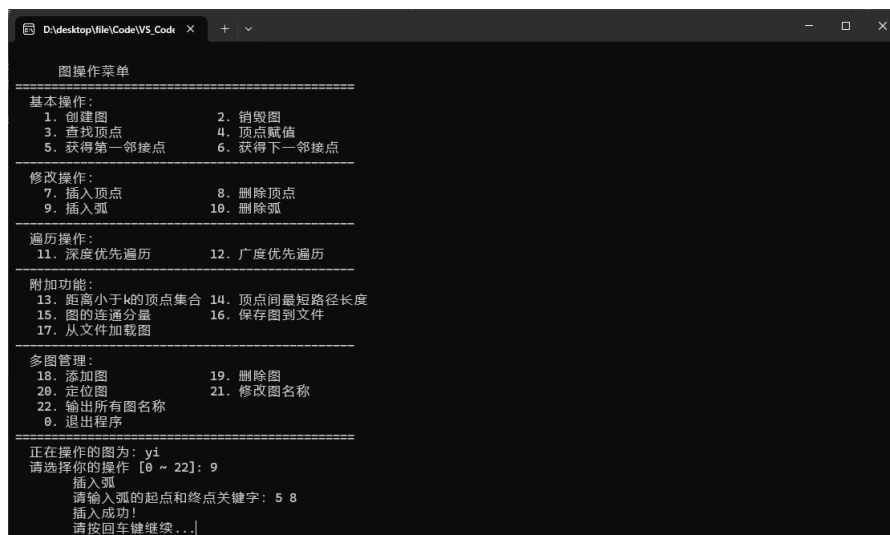 D:\desktop\file\Code\VS_Code
图操作菜单
基本操作:
1. 创建图 2. 销毁图
3. 查找顶点 4. 顶点赋值
5. 获得第一邻接点 6. 获得下一邻接点
修改操作:
7. 插入顶点 8. 删除顶点
9. 插入弧 10. 删除弧
遍历操作:
11. 深度优先遍历 12. 广度优先遍历
附加功能:
13. 距离小于k的顶点集合 14. 顶点间最短路径长度
15. 图的连通分量 16. 保存图到文件
17. 从文件加载图
多图管理:
18. 添加图 19. 删除图
20. 定位图 21. 修改图名称
22. 输出所有图名称
0. 退出程序
正在操作的图为: yi
请选择你的操作 [0 ~ 22]: 9
插入弧
请输入弧的起点和终点关键字: 5 8
插入成功!
请按回车键继续...